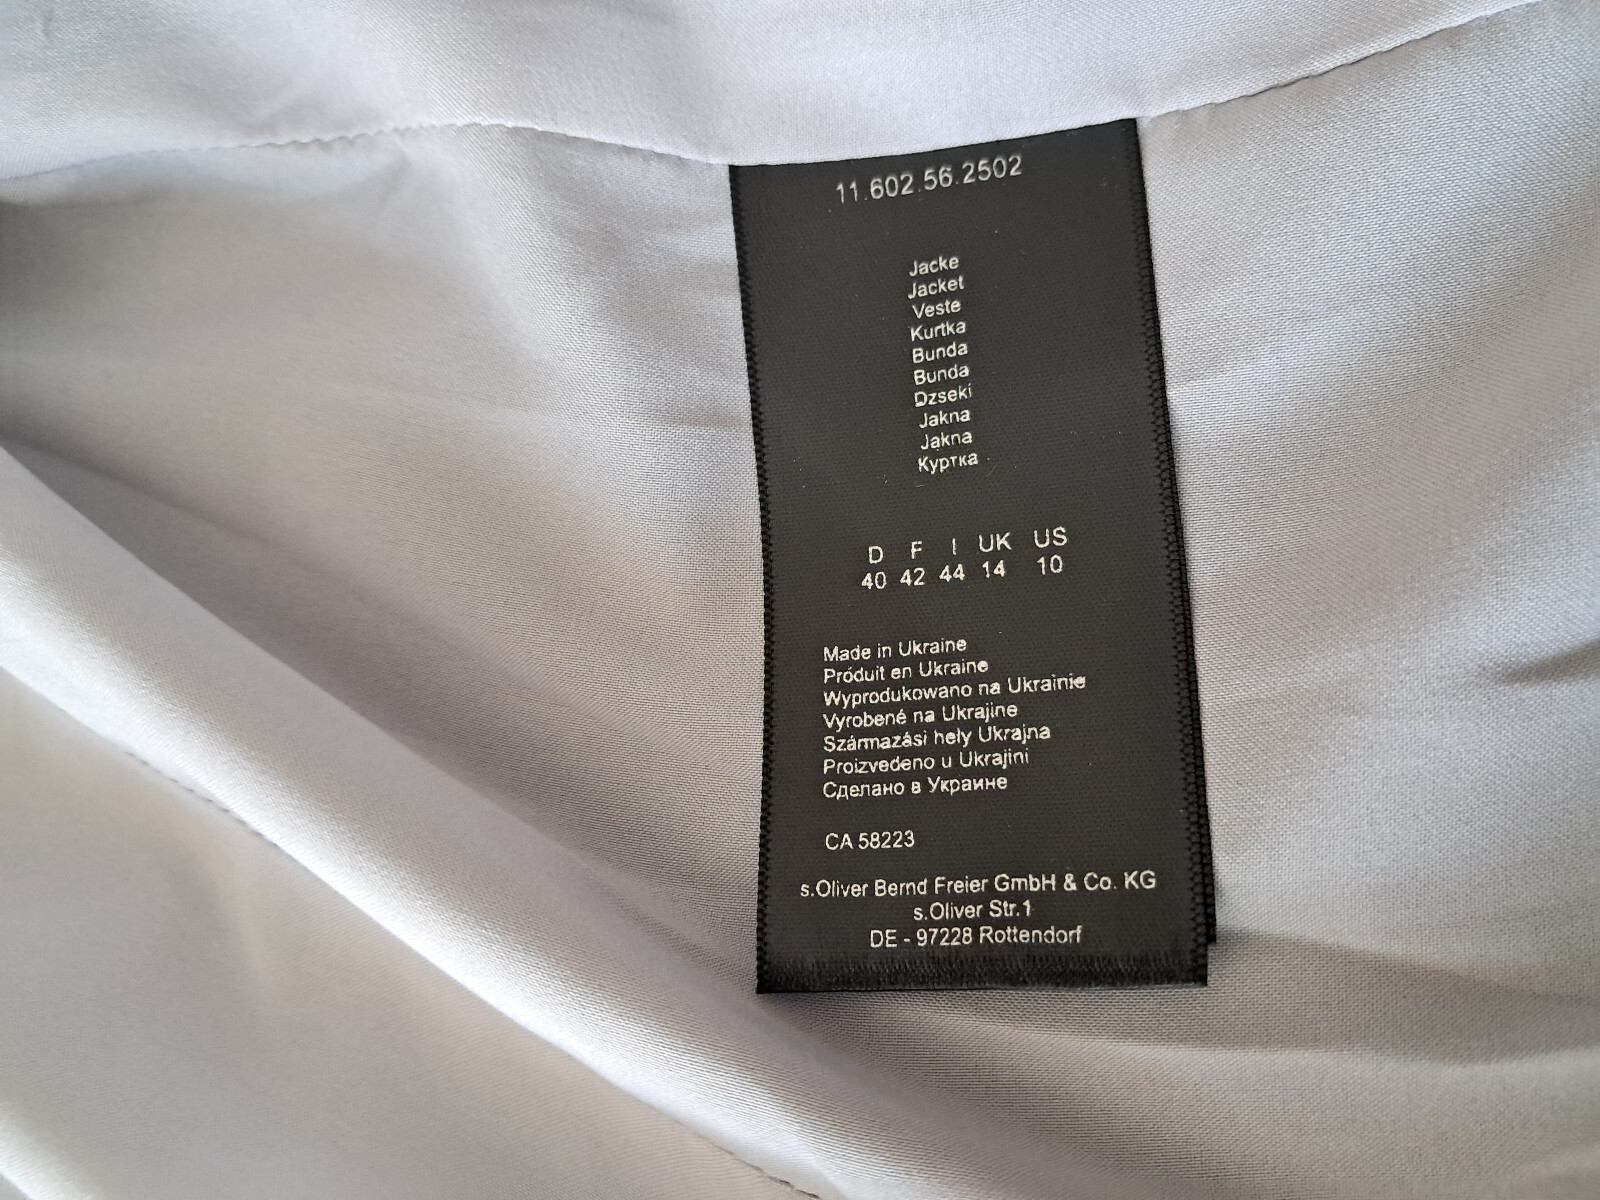 11.602.56.2502
Jacke
Jacket
Veste
Kurtka
Bunda
Bunda
Dzseki
Jakna
Jakna
Куртка
D F I UK US
40 42 44 14 10
Made in Ukraine
Próduit en Ukraine
Wyprodukowano na Ukrainie
Vyrobené na Ukrajine
Származási hely Ukrajna
Proizvedeno u Ukrajini
Сделано в Украине
CA 58223
s.Oliver Bernd Freier GmbH & Co. KG
s.Oliver Str.1
DE - 97228 Rottendorf